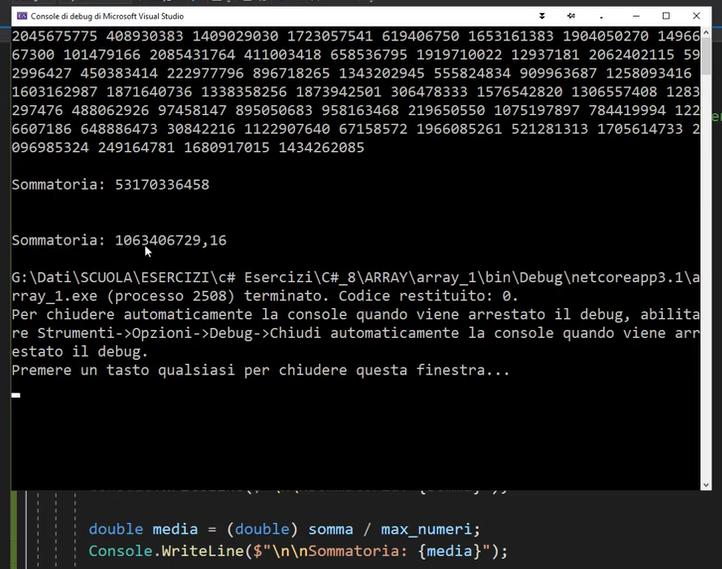 Console di debug di Microsoft Visual Studio
2045675775 408930383 1409029030 1723057541 619406750 1653161383 1904050270 14966
67300 101479166 2085431764 411003418 658536795 1919710022 12937181 2062402115 59
2996427 450383414 222977796 896718265 1343202945 555824834 909963687 1258093416
1603162987 1871640736 1338358256 1873942501 306478333 1576542820 1306557408 1283
297476 488062926 97458147 895050683 958163468 219650550 1075197897 784419994 122
6607186 648886473 30842216 1122907640 67158572 1966085261 521281313 1705614733 2
096985324 249164781 1680917015 1434262085
Sommatoria: 53170336458
Sommatoria: 1063406729,16
G:\Dati\SCUOLA\ESERCIZI\c# Esercizi\C#_8\ARRAY\array_1\bin\Debug\netcoreapp3.1\a
rray_1.exe (processo 2508) terminato. Codice restituito: 0.
Per chiudere automaticamente la console quando viene arrestato il debug, abilita
re Strumenti->Opzioni->Debug->Chiudi automaticamente la console quando viene arr
estato il debug.
Premere un tasto qualsiasi per chiudere questa finestra...
double media = (double) somma / max_numeri;
Console.WriteLine($"\n\nSommatoria: {media}");